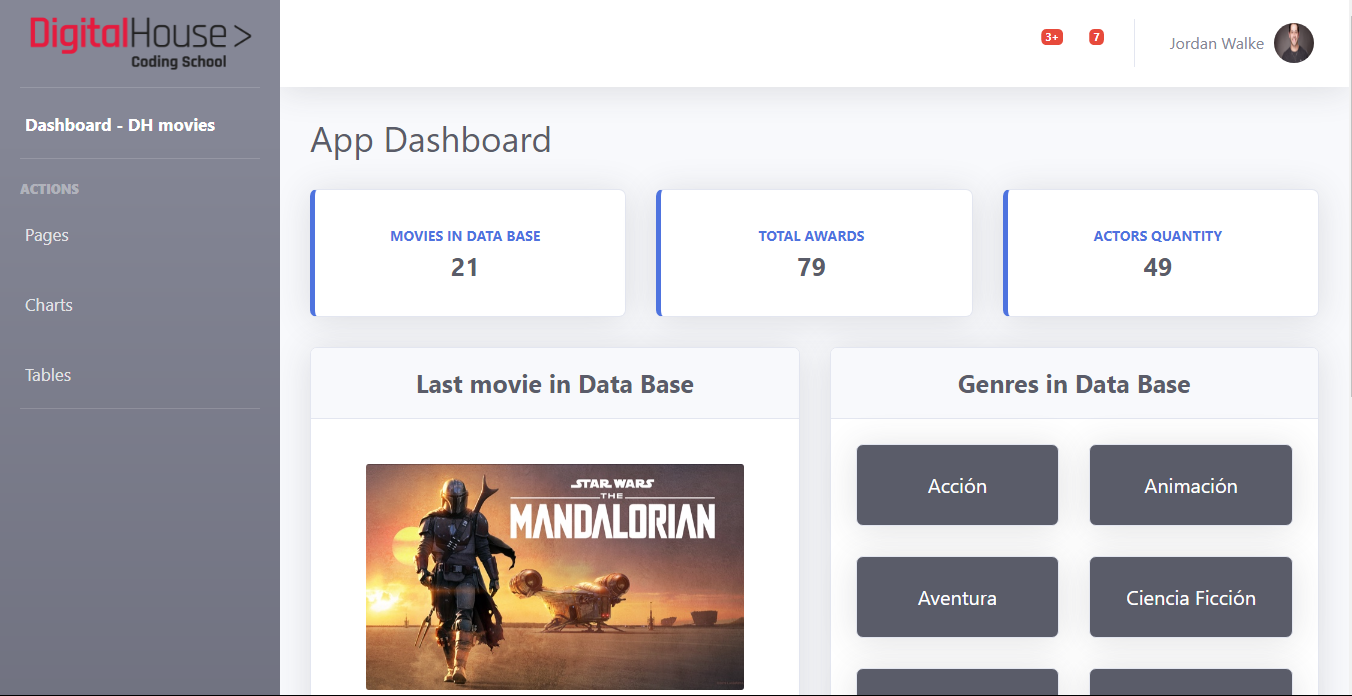 DigitalHouse >
Coding School
Dashboard - DH movies
ACTIONS
Pages
Charts
Tables
3+
7
Jordan Walke
App Dashboard
MOVIES IN DATA BASE
21
TOTAL AWARDS
79
ACTORS QUANTITY
49
Last movie in Data Base
STAR WARS
THE
MANDALORIAN
Genres in Data Base
Acción
Animación
Aventura
Ciencia Ficción